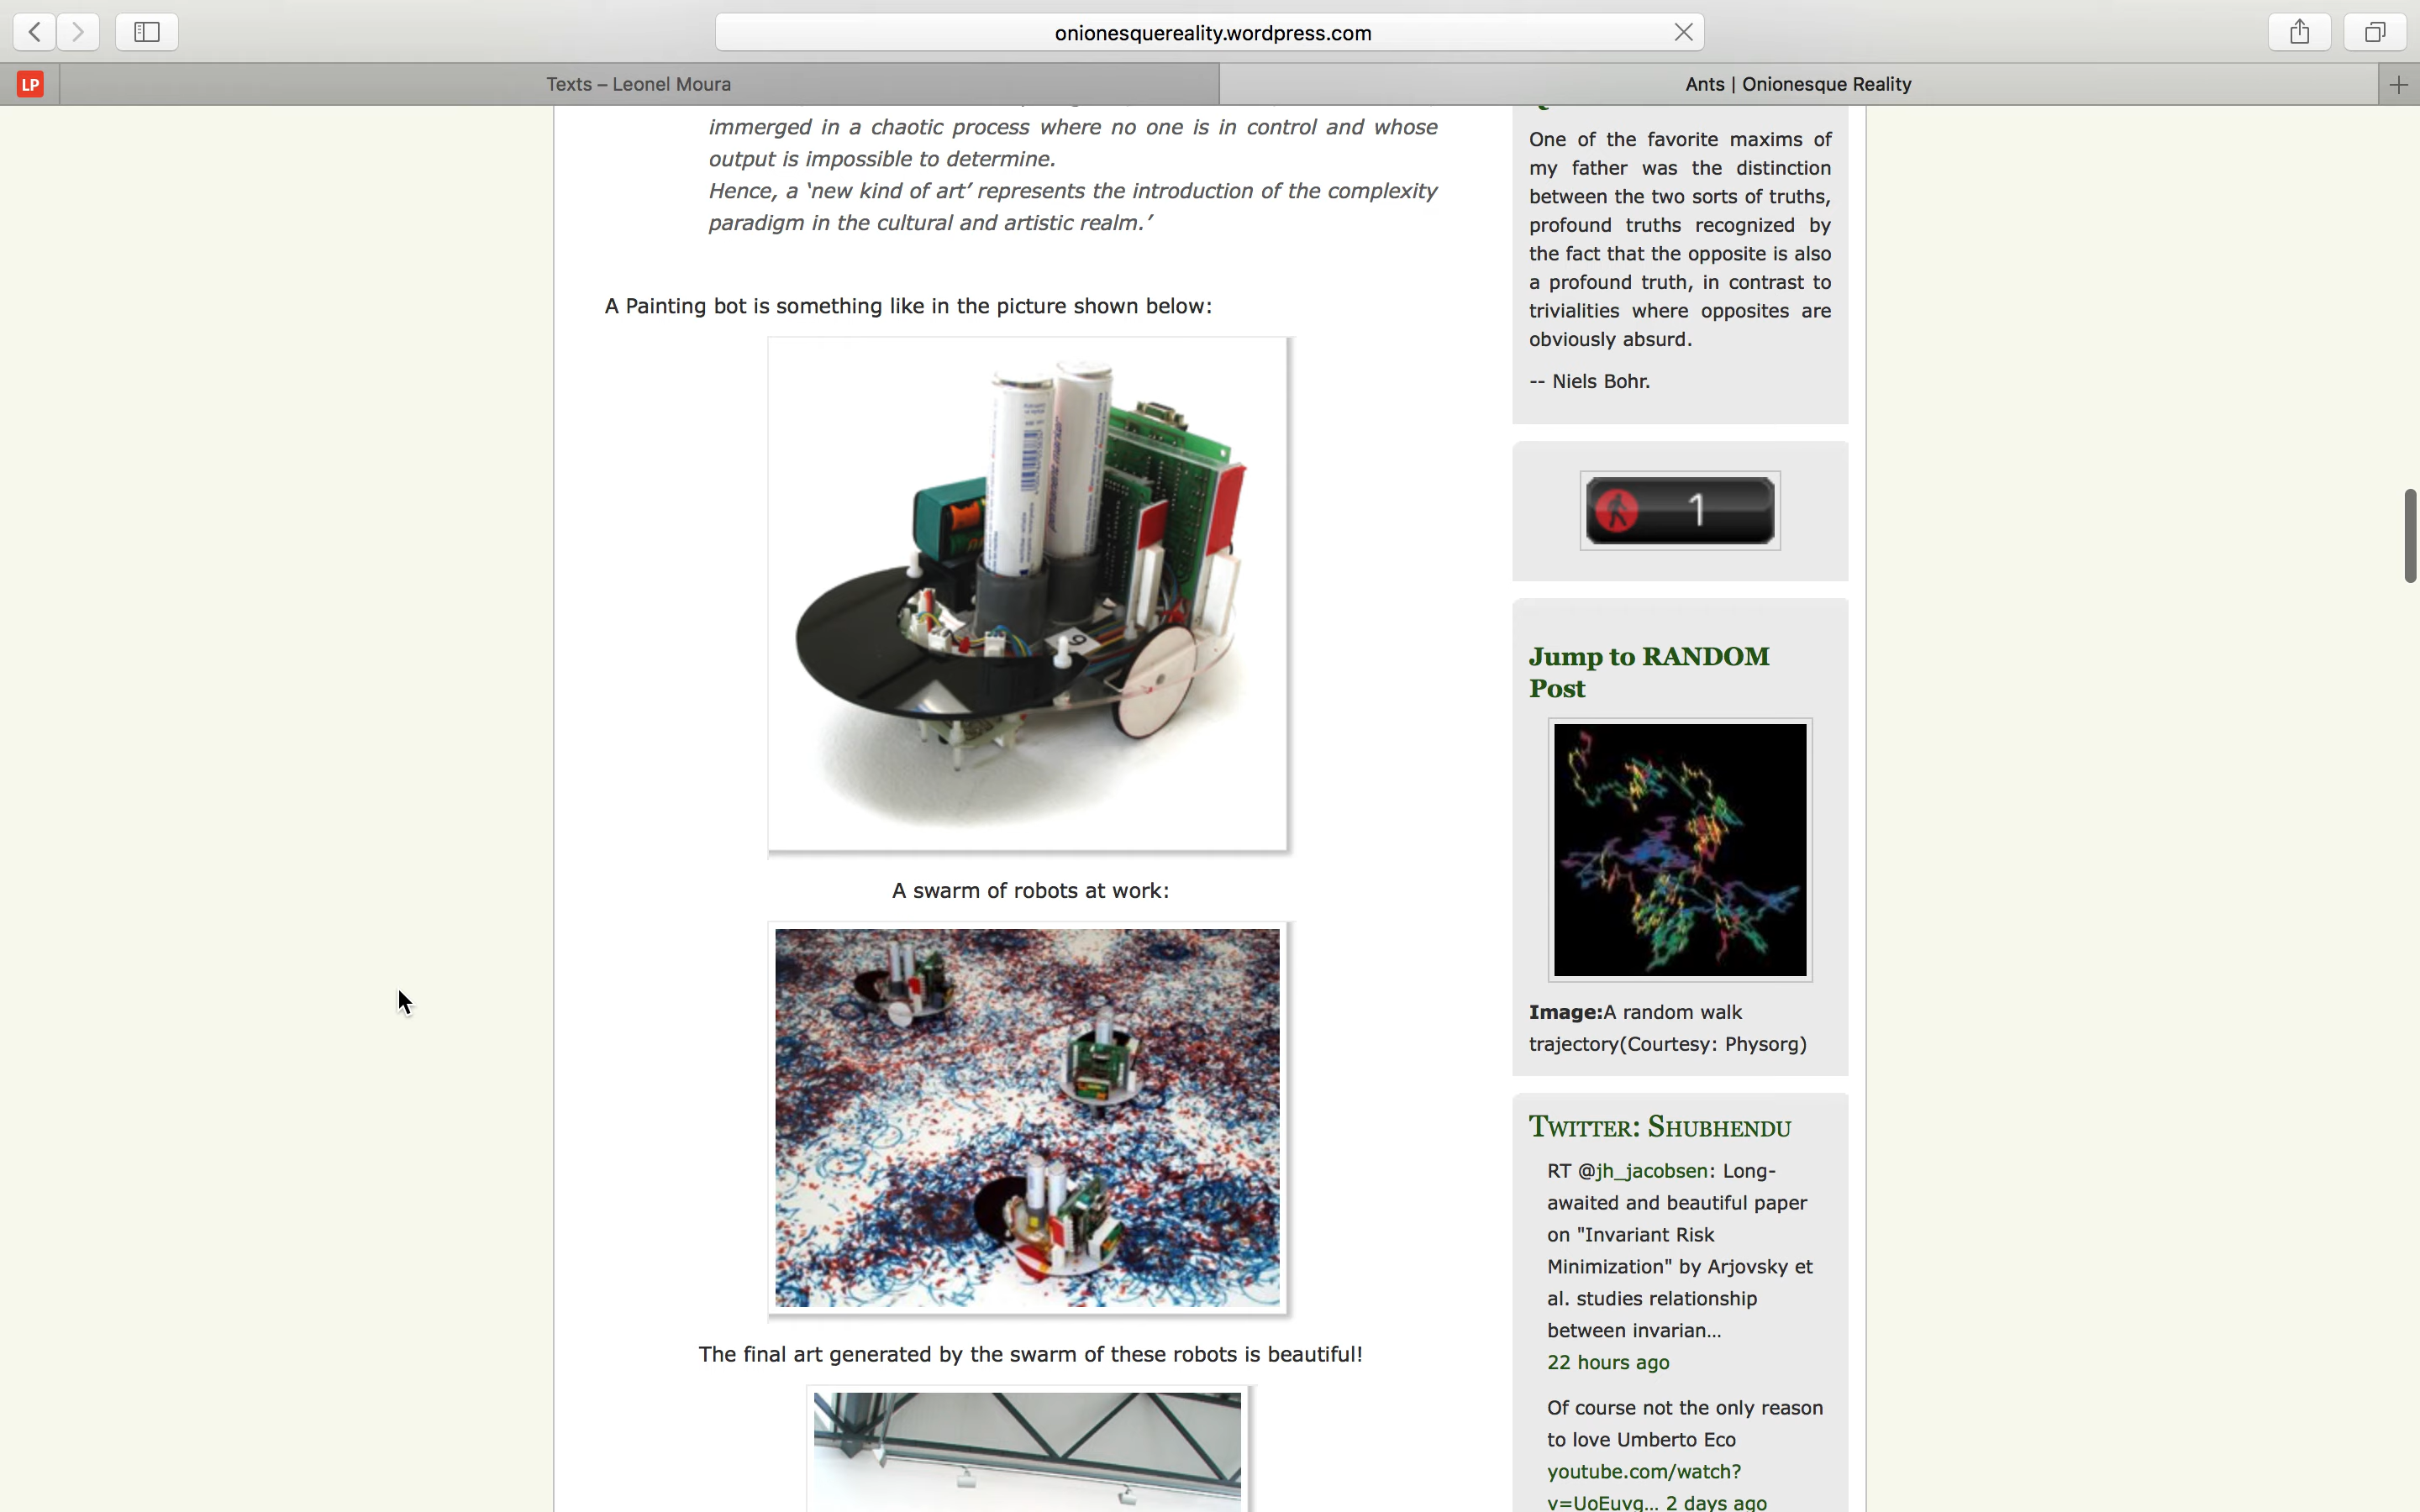 onionesquereality.wordpress.com
LP
Texts – Leonel Moura
Ants | Onionesque Reality
immerged in a chaotic process where no one is in control and whose
output is impossible to determine.
Hence, a ‘new kind of art’ represents the introduction of the complexity
paradigm in the cultural and artistic realm.’
A Painting bot is something like in the picture shown below:
permanent marker
9
A swarm of robots at work:
The final art generated by the swarm of these robots is beautiful!
One of the favorite maxims of
my father was the distinction
between the two sorts of truths,
profound truths recognized by
the fact that the opposite is also
a profound truth, in contrast to
trivialities where opposites are
obviously absurd.
-- Niels Bohr.
1
Jump to RANDOM
Post
Image:A random walk
trajectory(Courtesy: Physorg)
Twitter: Shubhendu
RT @jh_jacobsen: Long-
awaited and beautiful paper
on "Invariant Risk
Minimization" by Arjovsky et
al. studies relationship
between invarian...
22 hours ago
Of course not the only reason
to love Umberto Eco
youtube.com/watch?
v=UoEuvg... 2 days ago